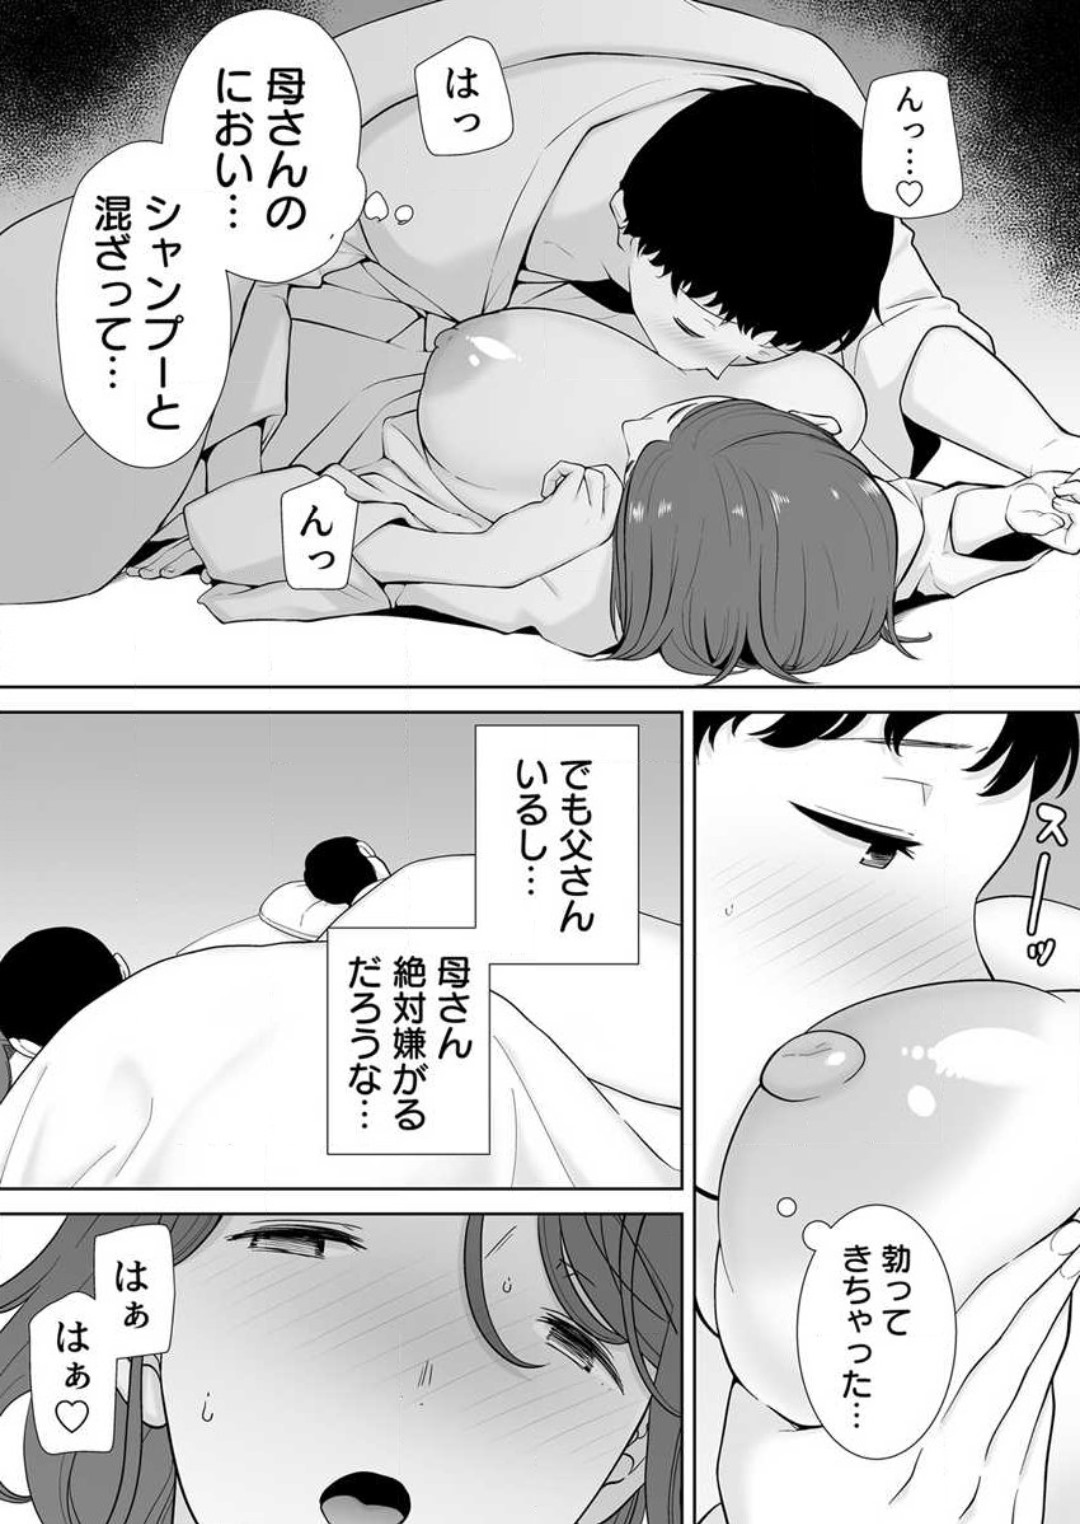 んっ…♡
はっ
母さんの
におい…
シャンプーと
混ざって…
んっ
スーーッ
勃って
きちゃった…
でも父さん
いるし…
母さん
絶対嫌がる
だろうな…
はぁ
はぁ♡